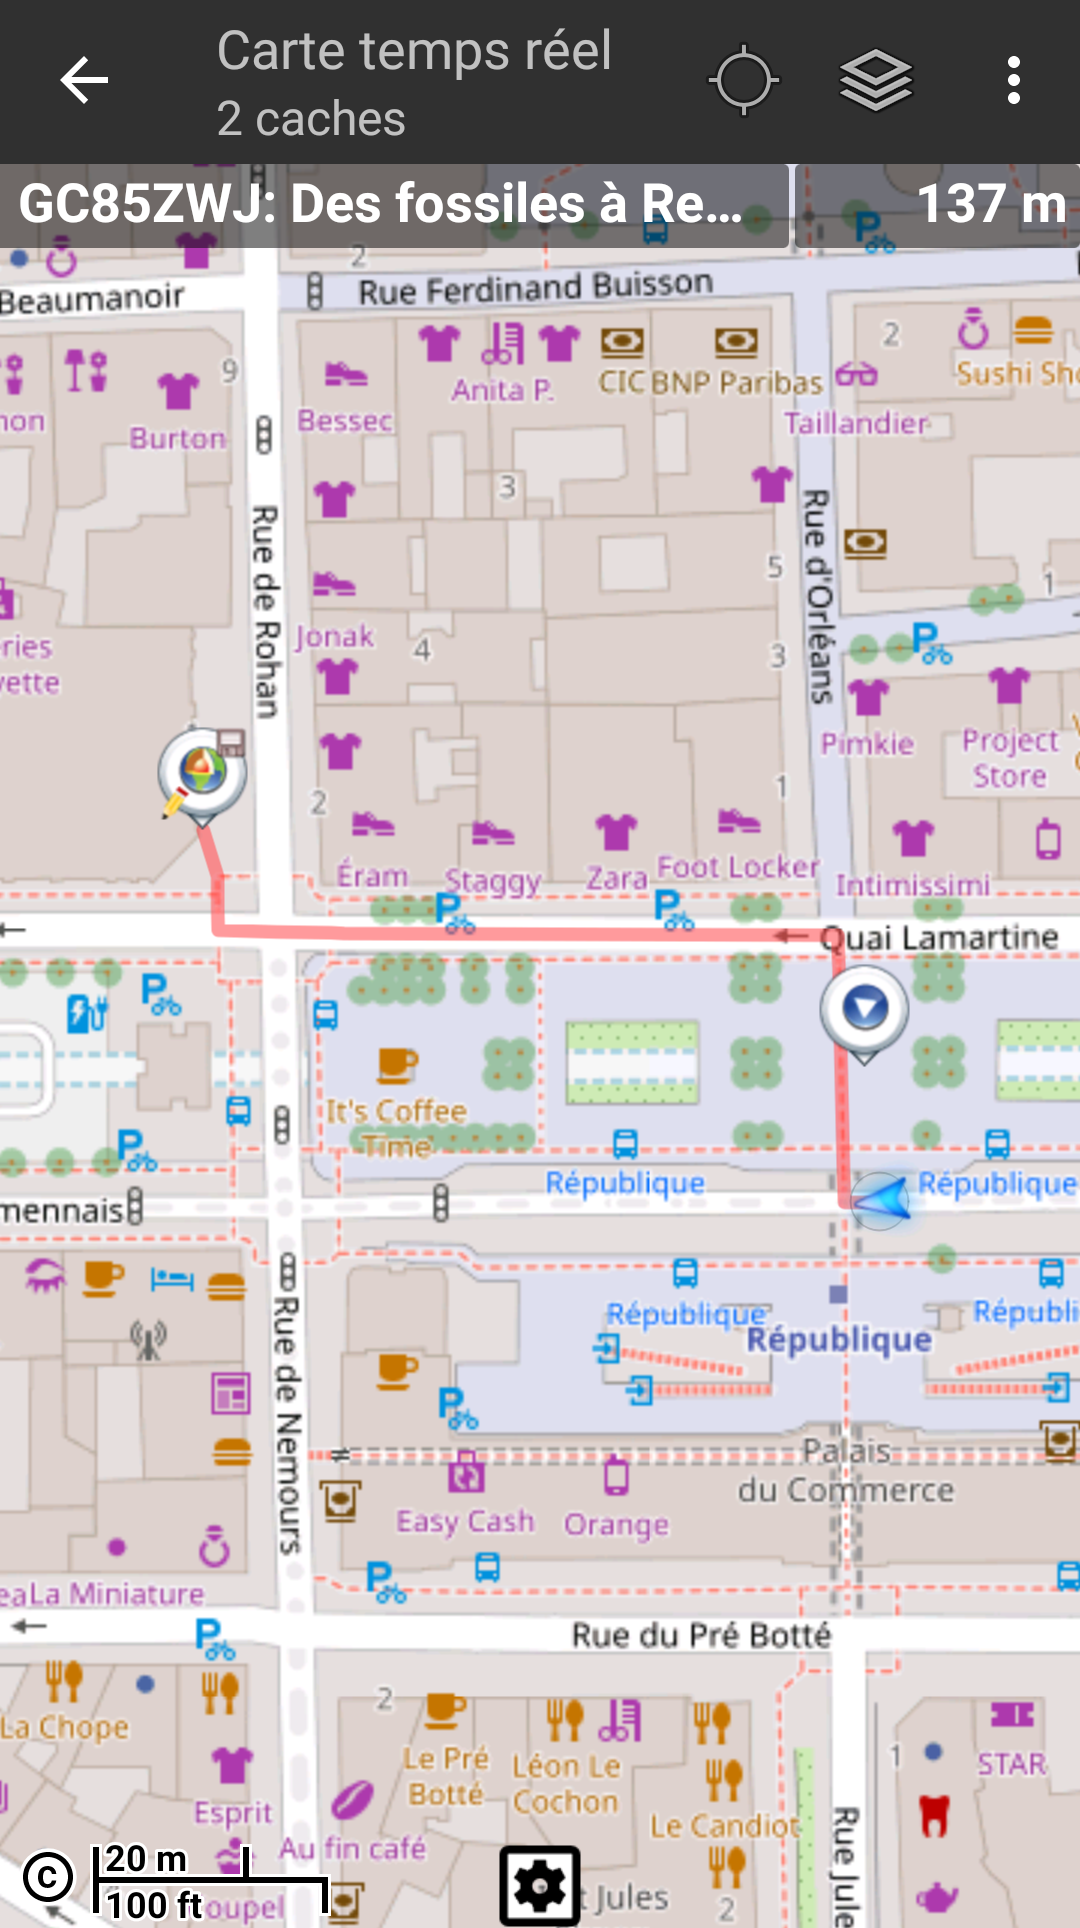 Carte temps réel
2 caches
GC85ZWJ: Des fossiles à Re...
137 m
2
Beaumanoir
Rue Ferdinand Buisson
2
9
Anita P.
CIC
BNP Paribas
Sushi Sho
Burton
Bessec
Taillandier
3
Rue de Rohan
Rue d'Orléans
5
1
Jonak
4
3
Pimkie
Project
Store
2
1
Éram
Staggy
Zara
Foot Locker
Intimissimi
Quai Lamartine
It's Coffee
Time
République
République
mennais
République
Républi
République
Rue de Nemours
Palais
du Commerce
Easy Cash
Orange
La Miniature
Rue du Pré Botté
2
La Chope
Le Pré
Botté
Léon Le
Cochon
1
STAR
Esprit
Le Candiot
Au fin café
Rue Jule
20 m
100 ft
oupel
t Jules
2